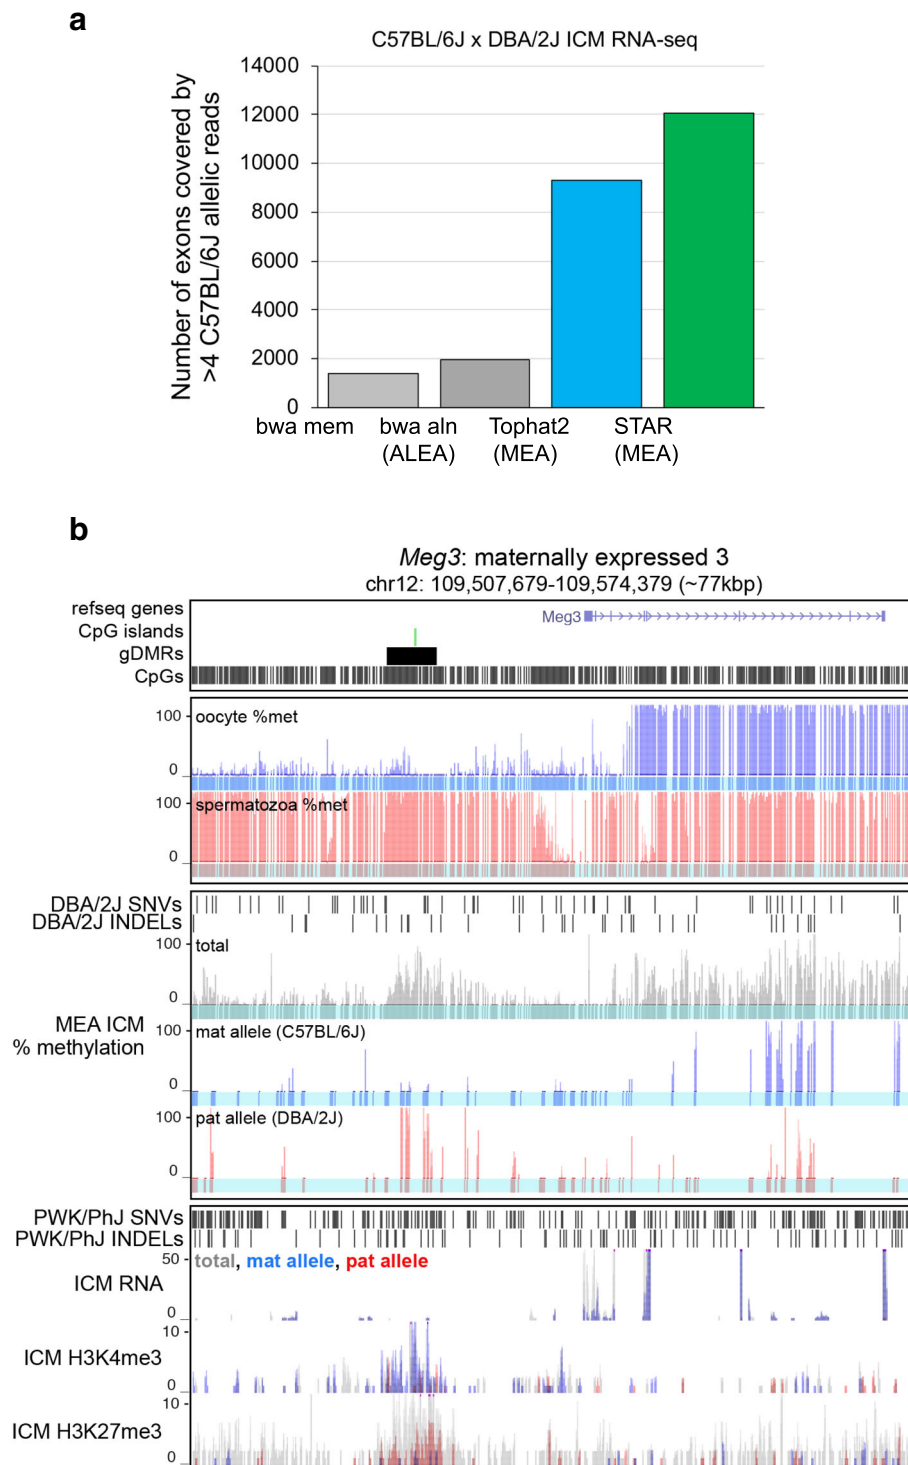 a
C57BL/6J x DBA/2J ICM RNA-seq
Number of exons covered by
>4 C57BL/6J allelic reads
14000
12000
10000
8000
6000
4000
2000
0
bwa mem
bwa aln
(ALEA)
Tophat2
(MEA)
STAR
(MEA)
b
Meg3: maternally expressed 3
chr12: 109,507,679-109,574,379 (~77kbp)
refseq genes
Meg3
CpG islands
gDMRs
CpGs
100
oocyte %met
0
100
spermatozoa %met
0
DBA/2J SNVs
DBA/2J INDELs
100
total
0
MEA ICM
% methylation
100
mat allele (C57BL/6J)
0
100
pat allele (DBA/2J)
0
PWK/PhJ SNVs
PWK/PhJ INDELs
50
total, mat allele, pat allele
ICM RNA
0
10
ICM H3K4me3
0
10
ICM H3K27me3
0